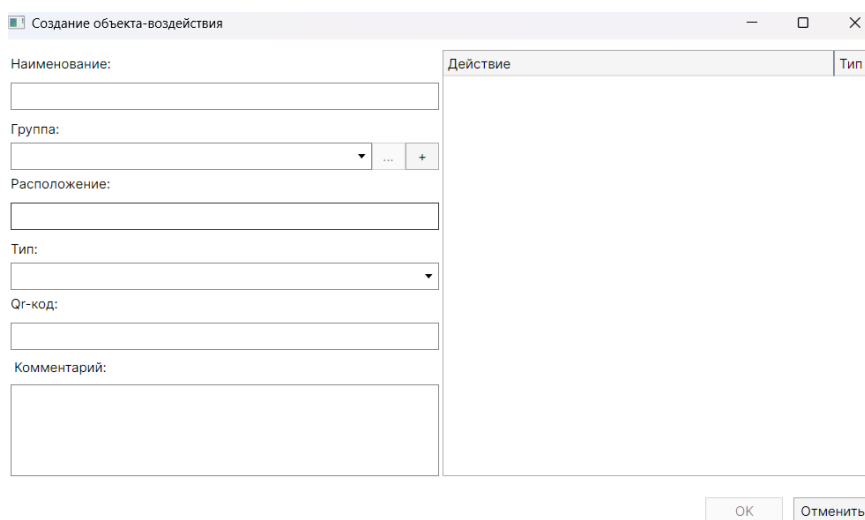 Создание объекта-воздействия
Наименование:
Группа:
... +
Расположение:
Тип:
Qr-код:
Комментарий:
Действие Тип
OK Отменить